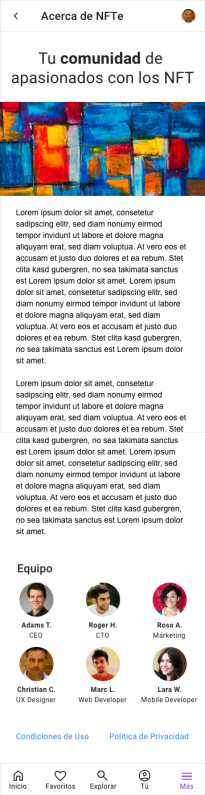 Acerca de NFTe
Tu comunidad de
apasionados con los NFT
Lorem ipsum dolor sit amet, consetetur
sadipscing elitr, sed diam nonumy eirmod
tempor invidunt ut labore et dolore magna
aliquyam erat, sed diam voluptua. At vero eos et
accusam et justo duo dolores et ea rebum. Stet
clita kasd gubergren, no sea takimata sanctus
est Lorem ipsum dolor sit amet. Lorem ipsum
dolor sit amet, consetetur sadipscing elitr, sed
diam nonumy eirmod tempor invidunt ut labore
et dolore magna aliquyam erat, sed diam
voluptua. At vero eos et accusam et justo duo
dolores et ea rebum. Stet clita kasd gubergren,
no sea takimata sanctus est Lorem ipsum dolor
sit amet.
Lorem ipsum dolor sit amet, consetetur
sadipscing elitr, sed diam nonumy eirmod
tempor invidunt ut labore et dolore magna
aliquyam erat, sed diam voluptua. At vero eos et
accusam et justo duo dolores et ea rebum. Stet
clita kasd gubergren, no sea takimata sanctus
est Lorem ipsum dolor sit amet. Lorem ipsum
dolor sit amet, consetetur sadipscing elitr, sed
diam nonumy eirmod tempor invidunt ut labore
et dolore magna aliquyam erat, sed diam
voluptua. At vero eos et accusam et justo duo
dolores et ea rebum. Stet clita kasd gubergren,
no sea takimata sanctus est Lorem ipsum dolor
sit amet.
Equipo
Adams T. Roger H. Rosa A.
CEO CTO Márketing
Christian C. Marc L. Lara W.
UX Designer Web Developer Mobile Developer
Condiciones de Uso Política de Privacidad
Inicio Favoritos Explorar Tú Más